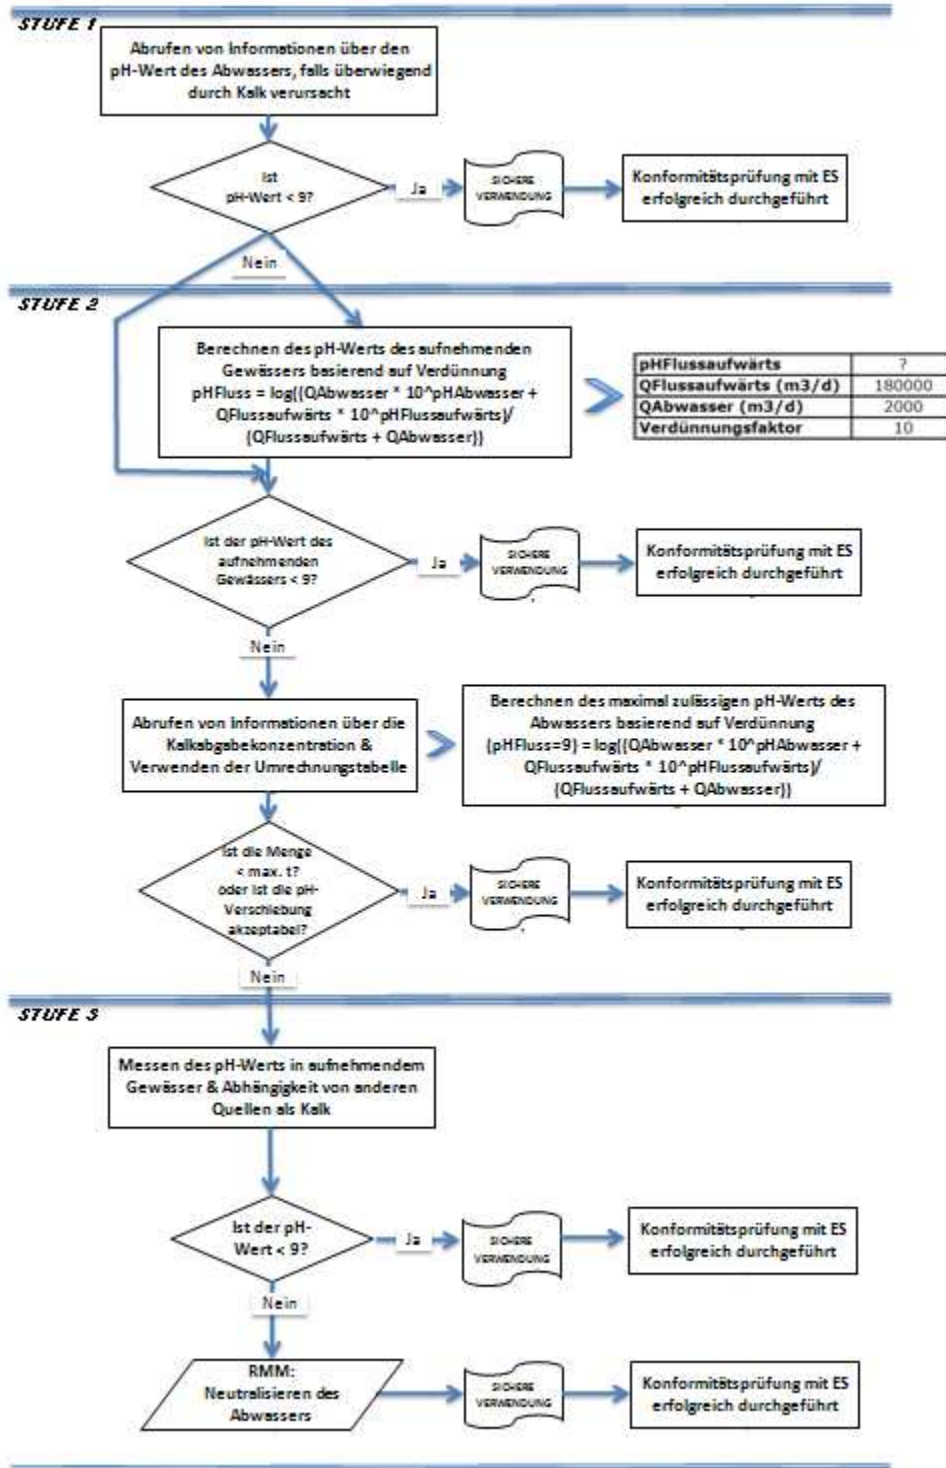 STUFE 1
Abrufen von Informationen über den
pH-Wert des Abwassers, falls überwiegend
durch Kalk verursacht
Ist
pH-Wert < 9?
Ja
SICHERE
VERWENDUNG
Konformitätsprüfung mit ES
erfolgreich durchgeführt
Nein
STUFE 2
Berechnen des pH-Werts des aufnehmenden
Gewässers basierend auf Verdünnung
pHFluss = log((QAbwasser * 10^pHAbwasser +
QFlussaufwärts * 10^pHFlussaufwärts)/
(QFlussaufwärts + QAbwasser))
pHFlussaufwärts ?
QFlussaufwärts (m3/d) 180000
QAbwasser (m3/d) 2000
Verdünnungsfaktor 10
Ist der pH-Wert des
aufnehmenden
Gewässers < 9?
Ja
SICHERE
VERWENDUNG
Konformitätsprüfung mit ES
erfolgreich durchgeführt
Nein
Abrufen von Informationen über die
Kalkabgabekonzentration &
Verwenden der Umrechnungstabelle
Berechnen des maximal zulässigen pH-Werts des
Abwassers basierend auf Verdünnung
(pHFluss=9) = log((QAbwasser * 10^pHAbwasser +
QFlussaufwärts * 10^pHFlussaufwärts)/
(QFlussaufwärts + QAbwasser))
Ist die Menge
< max. t?
oder ist die pH-
Verschiebung
akzeptabel?
Ja
SICHERE
VERWENDUNG
Konformitätsprüfung mit ES
erfolgreich durchgeführt
Nein
STUFE 3
Messen des pH-Werts in aufnehmendem
Gewässer & Abhängigkeit von anderen
Quellen als Kalk
Ist der pH-
Wert < 9?
Ja
SICHERE
VERWENDUNG
Konformitätsprüfung mit ES
erfolgreich durchgeführt
Nein
RMM:
Neutralisieren des
Abwassers
SICHERE
VERWENDUNG
Konformitätsprüfung mit ES
erfolgreich durchgeführt